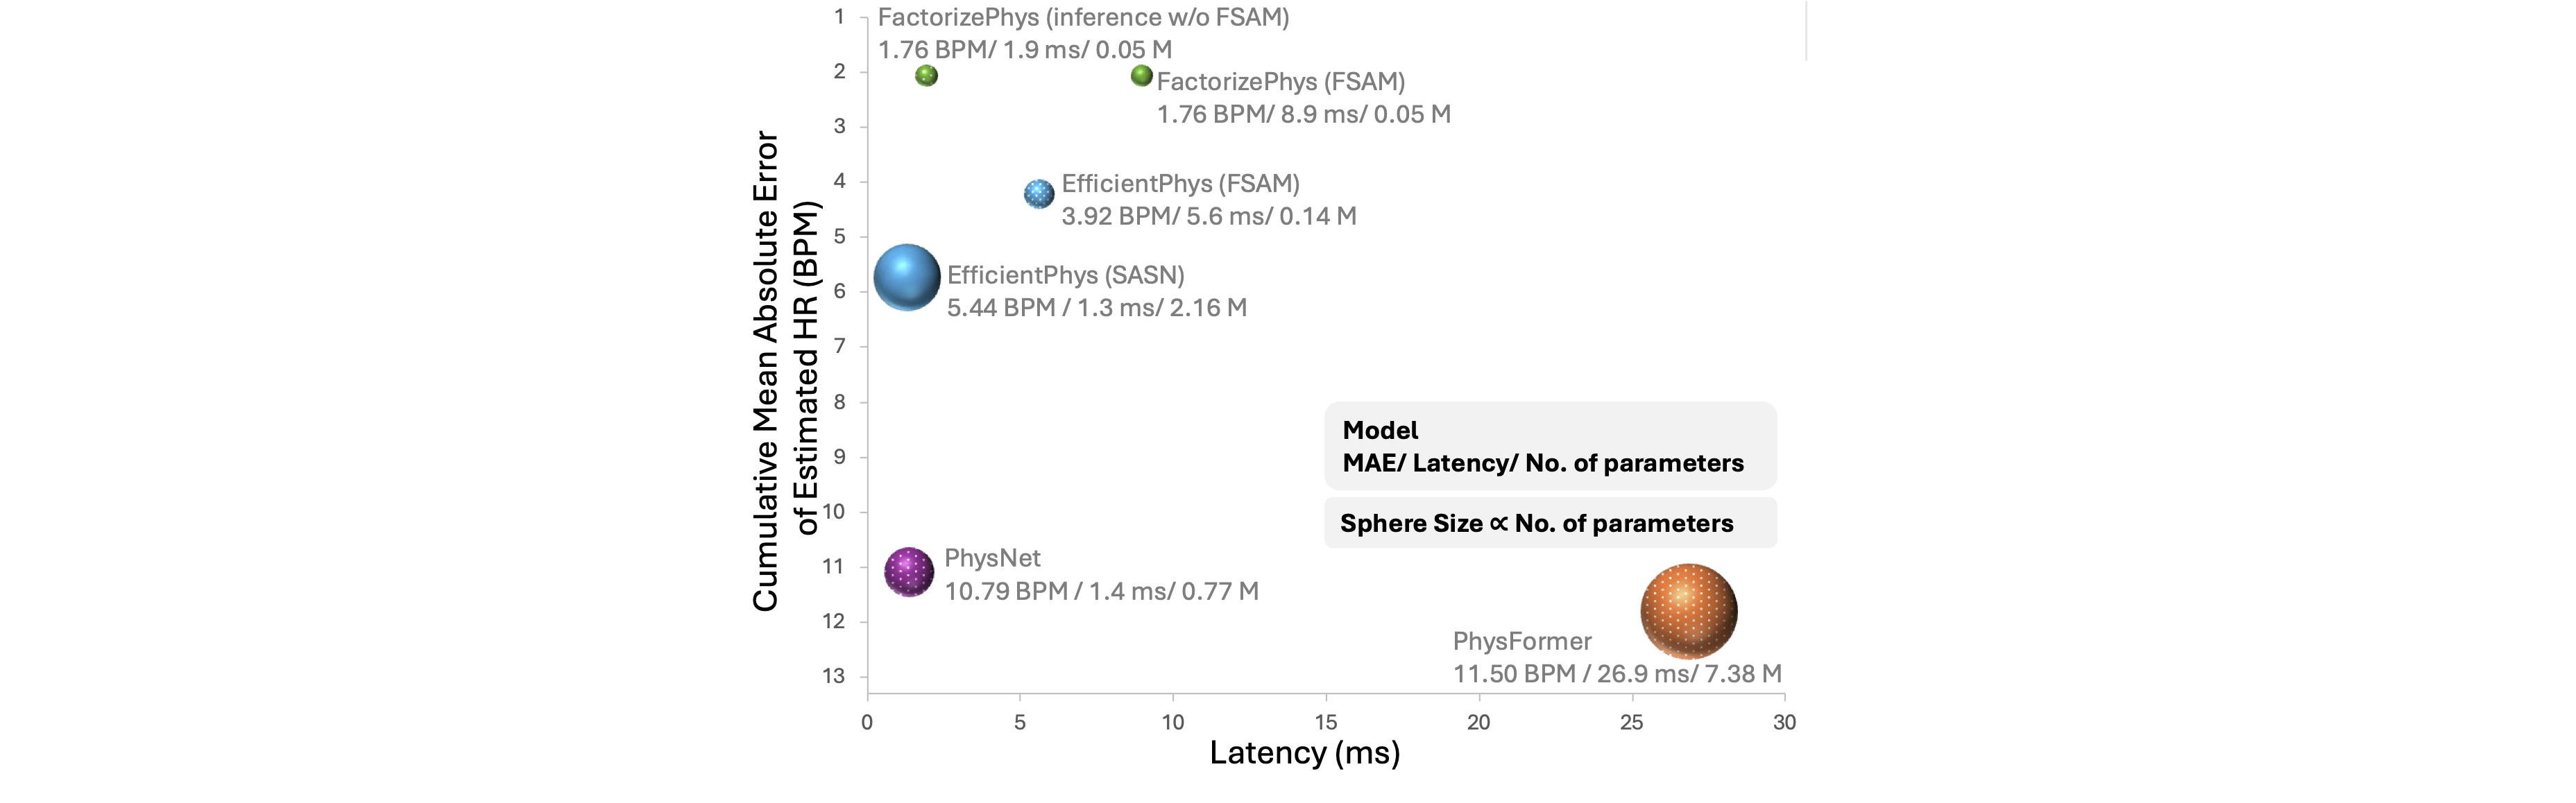 FactorizePhys (inference w/o FSAM)
1.76 BPM/ 1.9 ms/ 0.05 M
FactorizePhys (FSAM)
1.76 BPM/ 8.9 ms/ 0.05 M
EfficientPhys (FSAM)
3.92 BPM/ 5.6 ms/ 0.14 M
EfficientPhys (SASN)
5.44 BPM / 1.3 ms/ 2.16 M
Model
MAE/ Latency/ No. of parameters
Sphere Size ∝ No. of parameters
PhysNet
10.79 BPM / 1.4 ms/ 0.77 M
PhysFormer
11.50 BPM / 26.9 ms/ 7.38 M
Cumulative Mean Absolute Error
of Estimated HR (BPM)
1
2
3
4
5
6
7
8
9
10
11
12
13
0 5 10 15 20 25 30
Latency (ms)